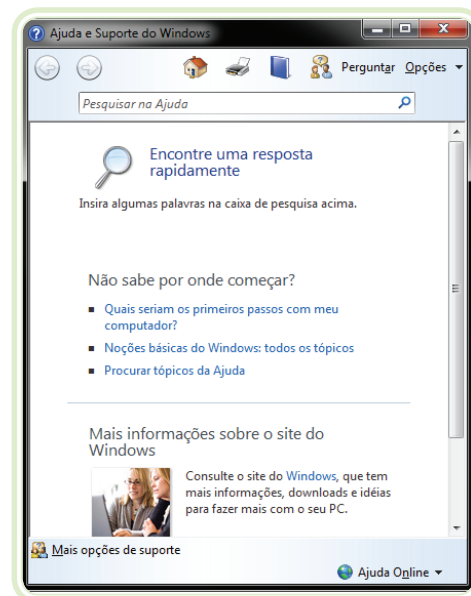 Ajuda e Suporte do Windows
Perguntar Opções
Pesquisar na Ajuda
Encontre uma resposta
rapidamente
Insira algumas palavras na caixa de pesquisa acima.
Não sabe por onde começar?
Quais seriam os primeiros passos com meu
computador?
Noções básicas do Windows: todos os tópicos
Procurar tópicos da Ajuda
Mais informações sobre o site do
Windows
Consulte o site do Windows, que tem
mais informações, downloads e idéias
para fazer mais com o seu PC.
Mais opções de suporte
Ajuda Online